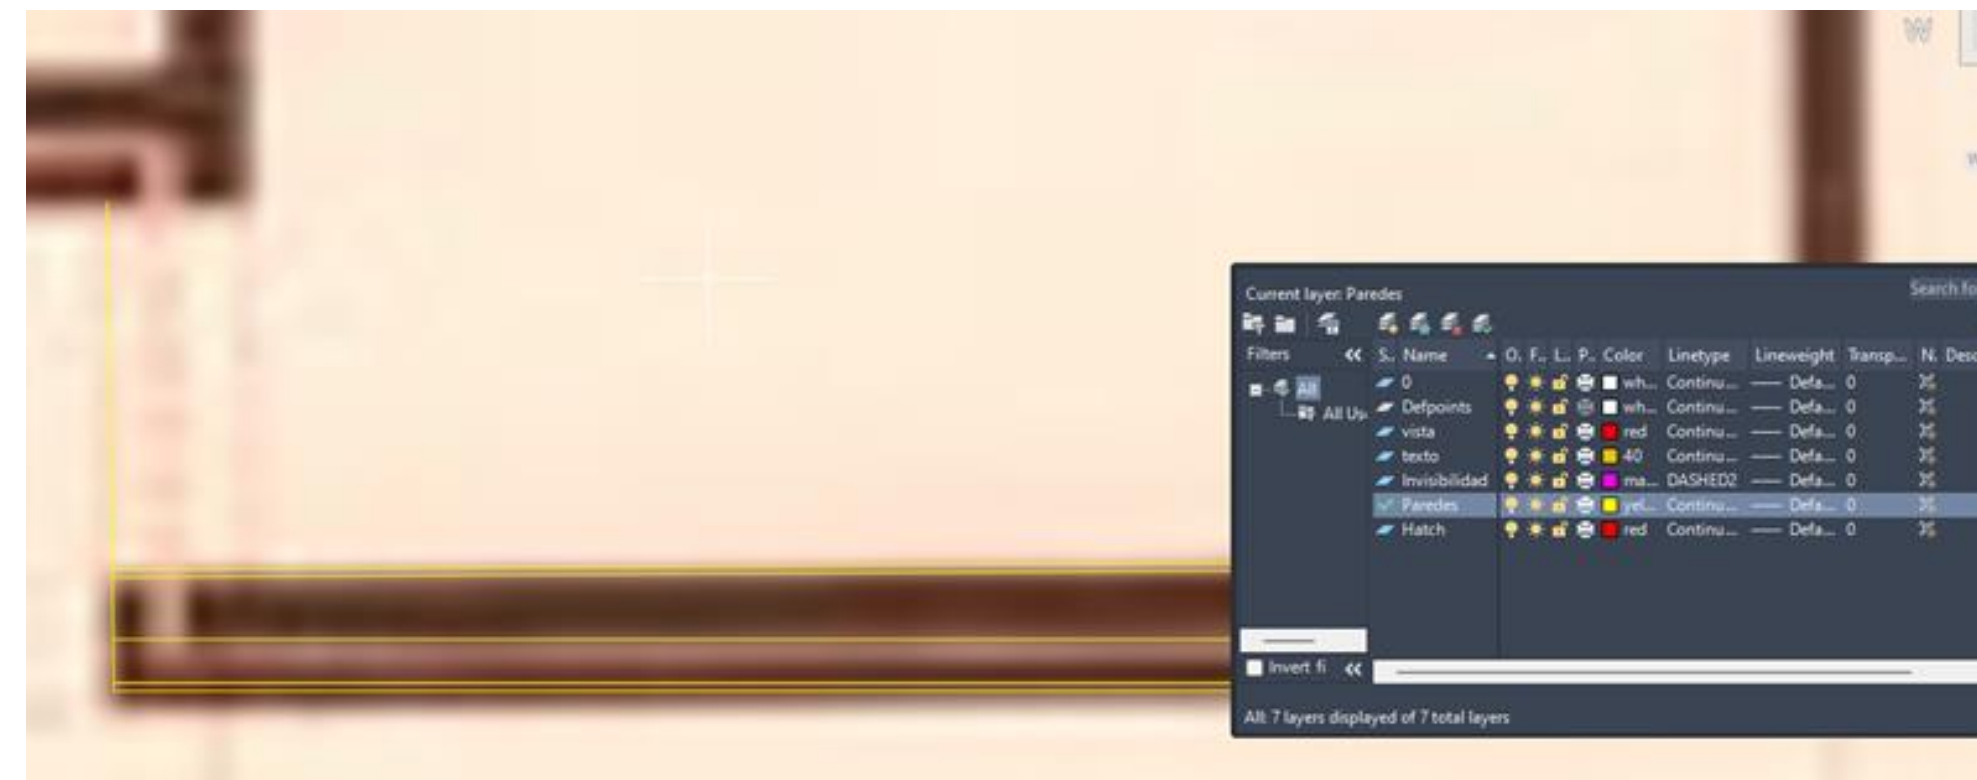 W
W
Current layer: Paredes
Search fo
Filters « S.. Name O. F.. L.. P.. Color Linetype Lineweight Transp... N. Desc
All
All Us
0 wh... Continu... Defa... 0
Defpoints wh... Continu... Defa... 0
vista red Continu... Defa... 0
texto 40 Continu... Defa... 0
Invisibilidad ma... DASHED2 Defa... 0
Paredes yel... Continu... Defa... 0
Hatch red Continu... Defa... 0
Invert fi «
All: 7 layers displayed of 7 total layers